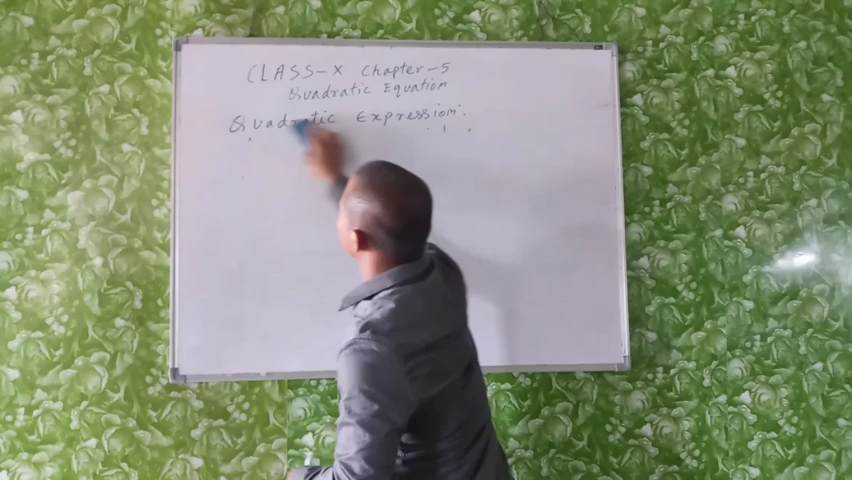 CLASS-X Chapter-5
Quadratic Equation
Quadratic Expression: